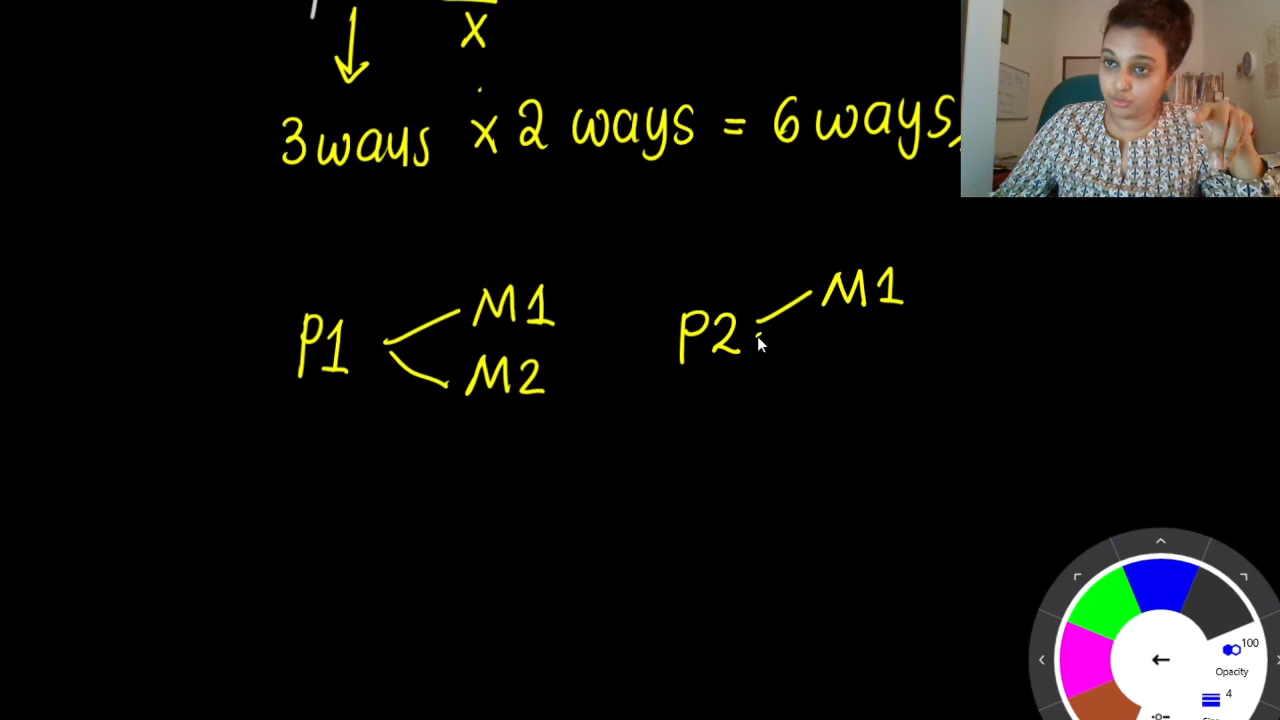 x
3 ways x 2 ways = 6 ways
P1 M1 P2 M1
M2
100
Opacity
4